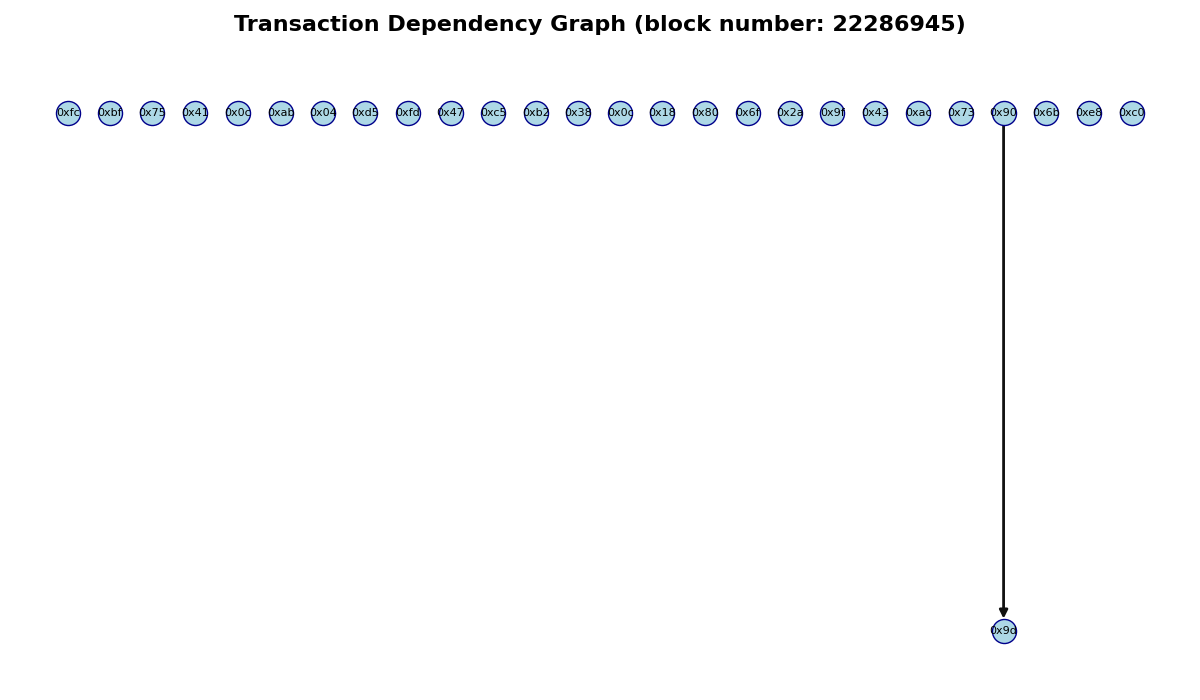 Transaction Dependency Graph (block number: 22286945)
0xfc 0xbf 0x75 0x41 0x0c 0xab 0x04 0xd5 0xfd 0x47 0xc5 0xb2 0x38 0x0c 0x18 0x80 0x6f 0x2a 0x9f 0x43 0xac 0x73 0x90 0x6b 0xe8 0xc0